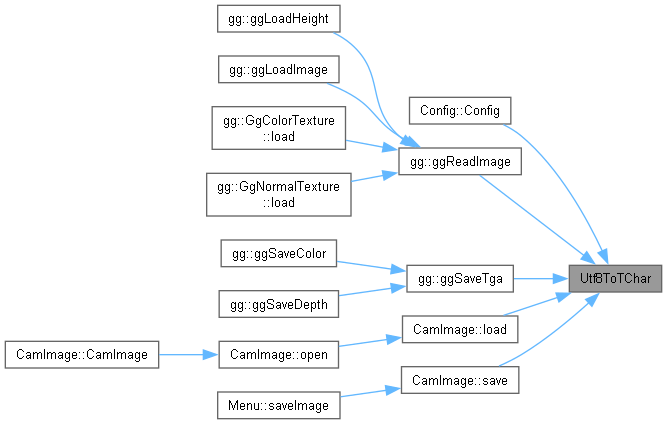 gg::ggLoadHeight
gg::ggLoadImage
Config::Config
gg::GgColorTexture
::load
gg::ggReadImage
gg::GgNormalTexture
::load
gg::ggSaveColor
gg::ggSaveTga
Utf8ToTChar
gg::ggSaveDepth
CamImage::load
CamImage::CamImage
CamImage::open
CamImage::save
Menu::saveImage